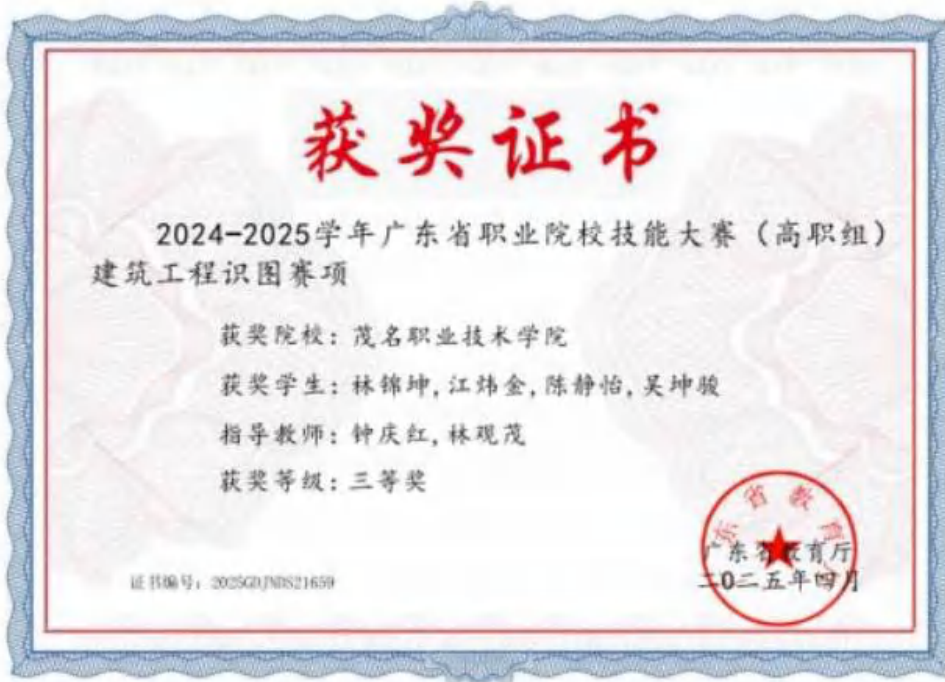 获奖证书
2024-2025学年广东省职业院校技能大赛（高职组）
建筑工程识图赛项
获奖院校：茂名职业技术学院
获奖学生：林锦坤,江炜金,陈静怡,吴坤骏
指导教师：钟庆红,林观茂
获奖等级：三等奖
广东省教育厅
二〇二五年四月
证书编号：2025GDJNDS21659